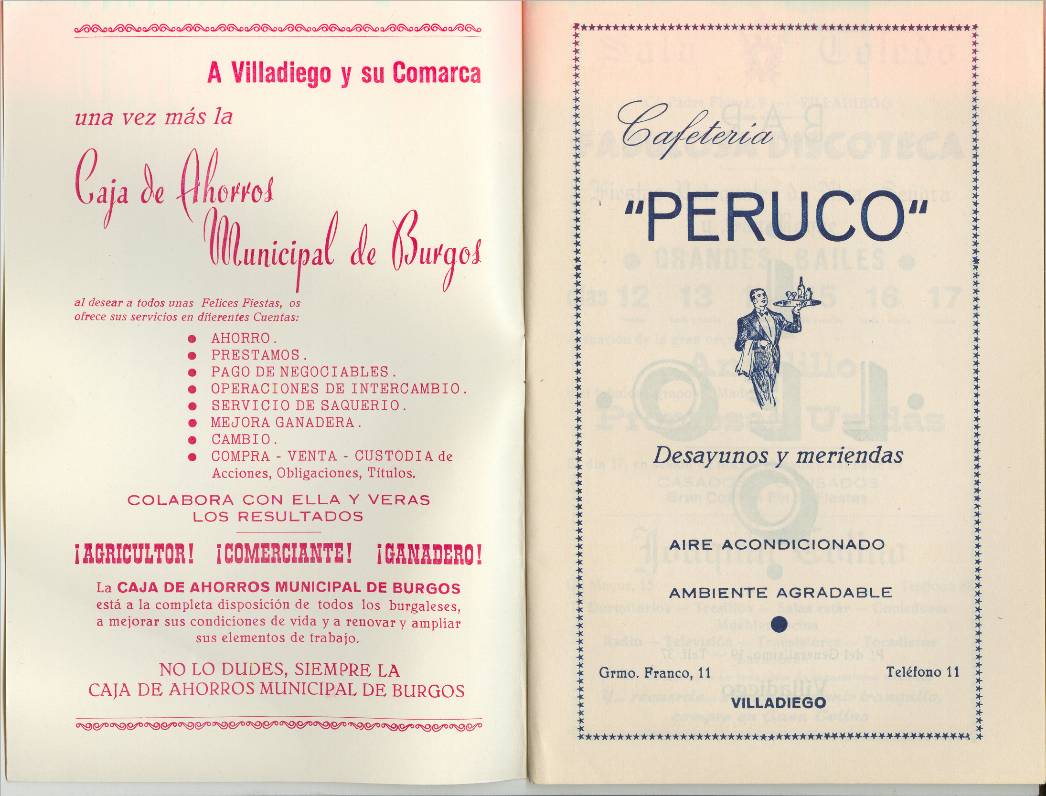 A Villadiego y su Comarca
una vez más la
Caja de Ahorros
Municipal de Burgos
al desear a todos unas Felices Fiestas, os
ofrece sus servicios en diferentes Cuentas:
● AHORRO.
● PRESTAMOS.
● PAGO DE NEGOCIABLES.
● OPERACIONES DE INTERCAMBIO.
● SERVICIO DE SAQUERIO.
● MEJORA GANADERA.
● CAMBIO.
● COMPRA - VENTA - CUSTODIA de
Acciones, Obligaciones, Títulos.
COLABORA CON ELLA Y VERAS
LOS RESULTADOS
¡AGRICULTOR! ¡COMERCIANTE! ¡GANADERO!
La CAJA DE AHORROS MUNICIPAL DE BURGOS
está a la completa disposición de todos los burgaleses,
a mejorar sus condiciones de vida y a renovar y ampliar
sus elementos de trabajo.
NO LO DUDES, SIEMPRE LA
CAJA DE AHORROS MUNICIPAL DE BURGOS
Cafetería
"PERUCO"
Desayunos y meriendas
AIRE ACONDICIONADO
AMBIENTE AGRADABLE
Grmo. Franco, 11 Teléfono 11
VILLADIEGO